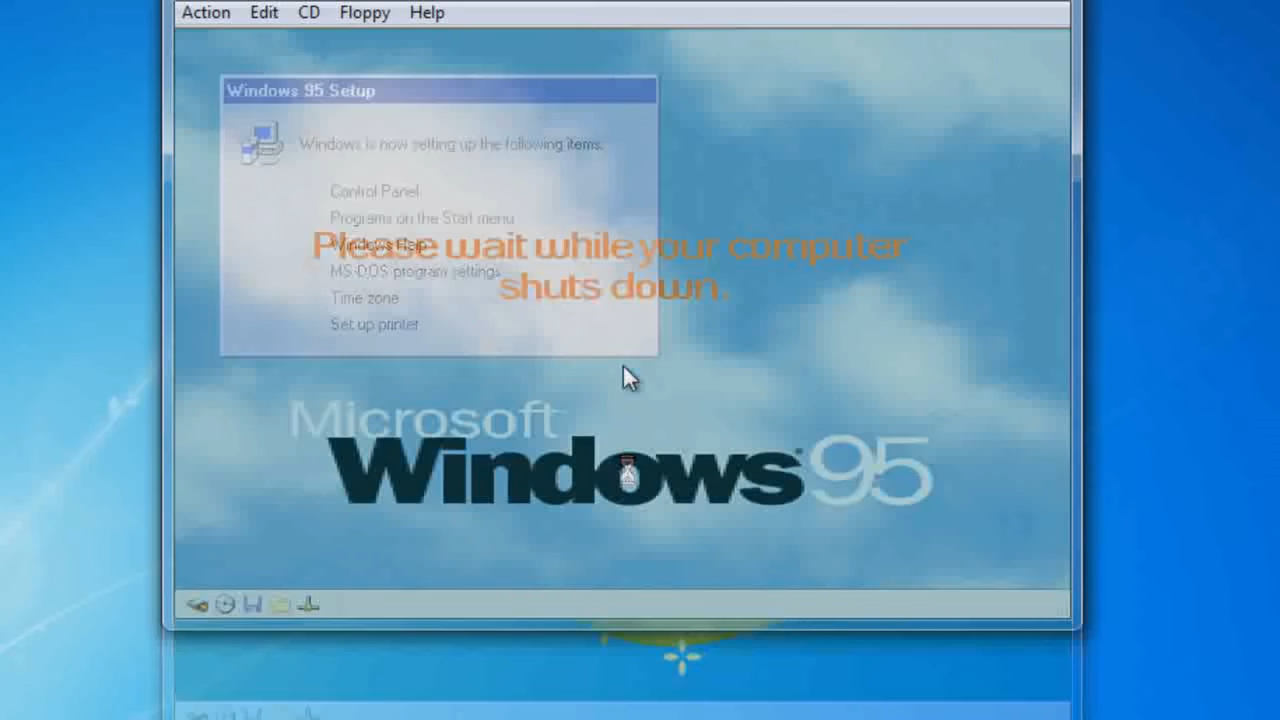 Action Edit CD Floppy Help
Windows 95 Setup
Windows is now setting up the following items:
Control Panel
Programs on the Start menu
Please wait while your computer
Windows Help
MS-DOS program settings
shuts down.
Time zone
Set up printer
Microsoft
Windows 95